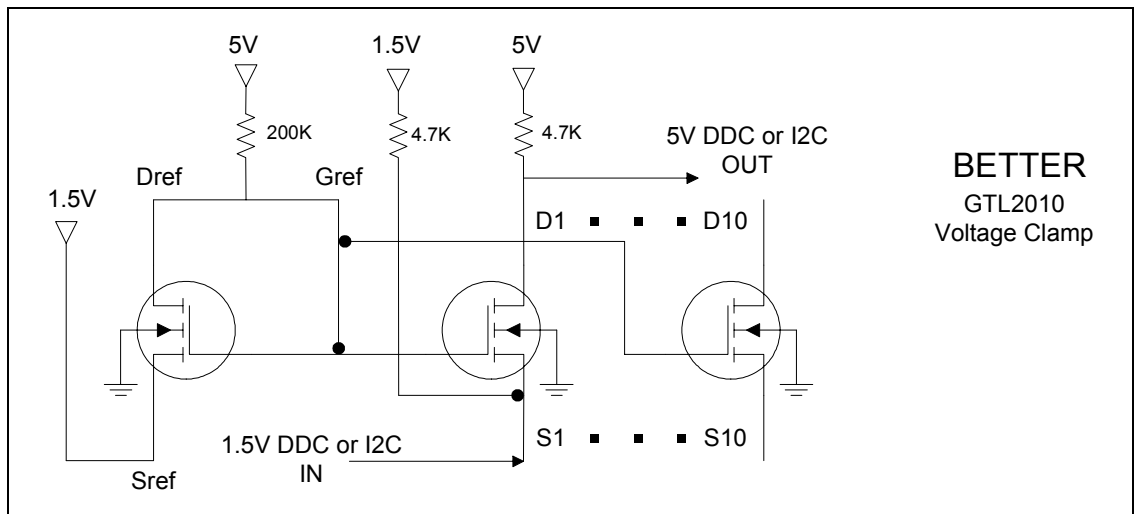 5V
1.5V
5V
200K
4.7K
4.7K
5V DDC or I2C
OUT
BETTER
GTL2010
Voltage Clamp
Dref
Gref
1.5V
D1 ▪ ▪ ▪ D10
1.5V DDC or I2C
IN
S1 ▪ ▪ ▪ S10
Sref